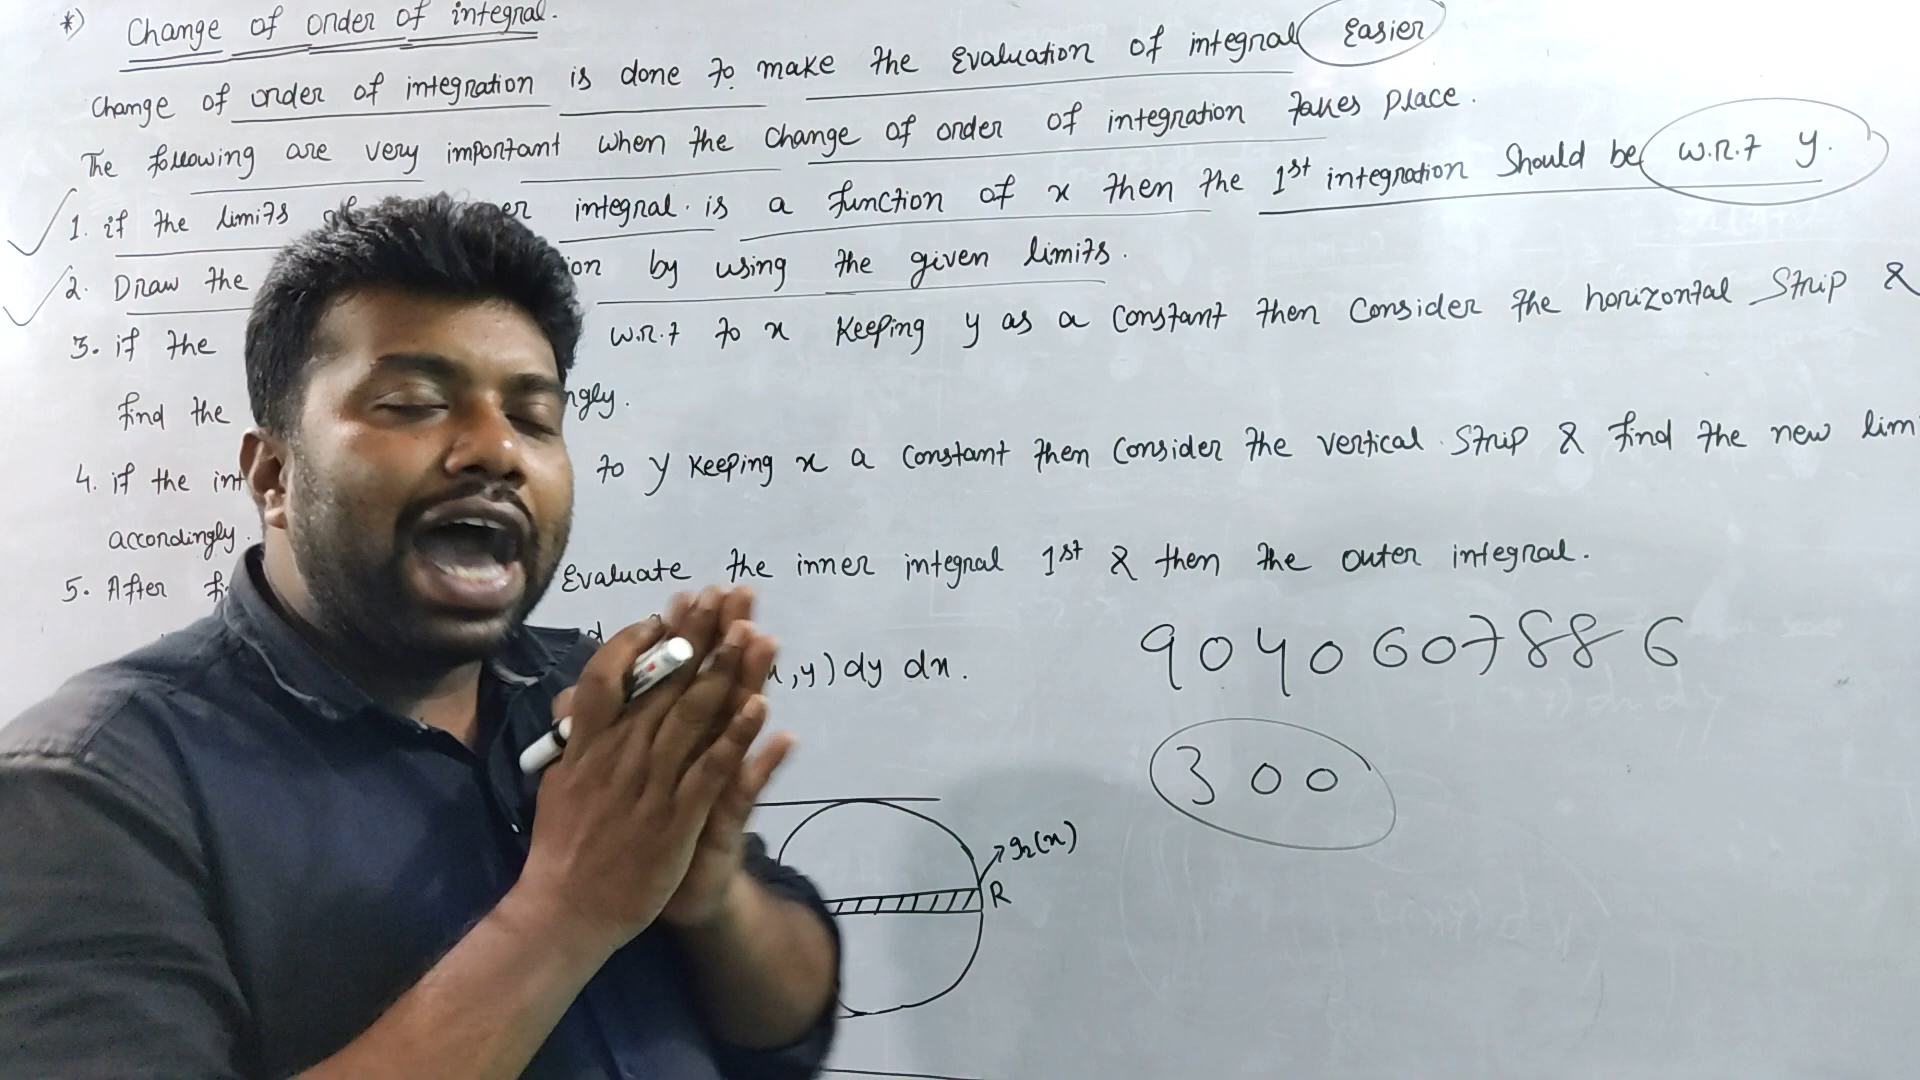 *) Change of order of integral.
Change of order of integration is done to make the Evaluation of integral Easier
The following are very important when the change of order of integration takes place.
1. if the limits integral is a function of x then the 1st integration should be w.r.t y.
2. Draw the by using the given limits.
3. if the w.r.t to x keeping y as a constant then consider the horizontal strip &
find the
4. if the to y keeping x a constant then consider the vertical strip & find the new
accordingly.
5. After Evaluate the inner integral 1st & then the outer integral.
,y) dy dx.
9040607886
300
g2(x)
R